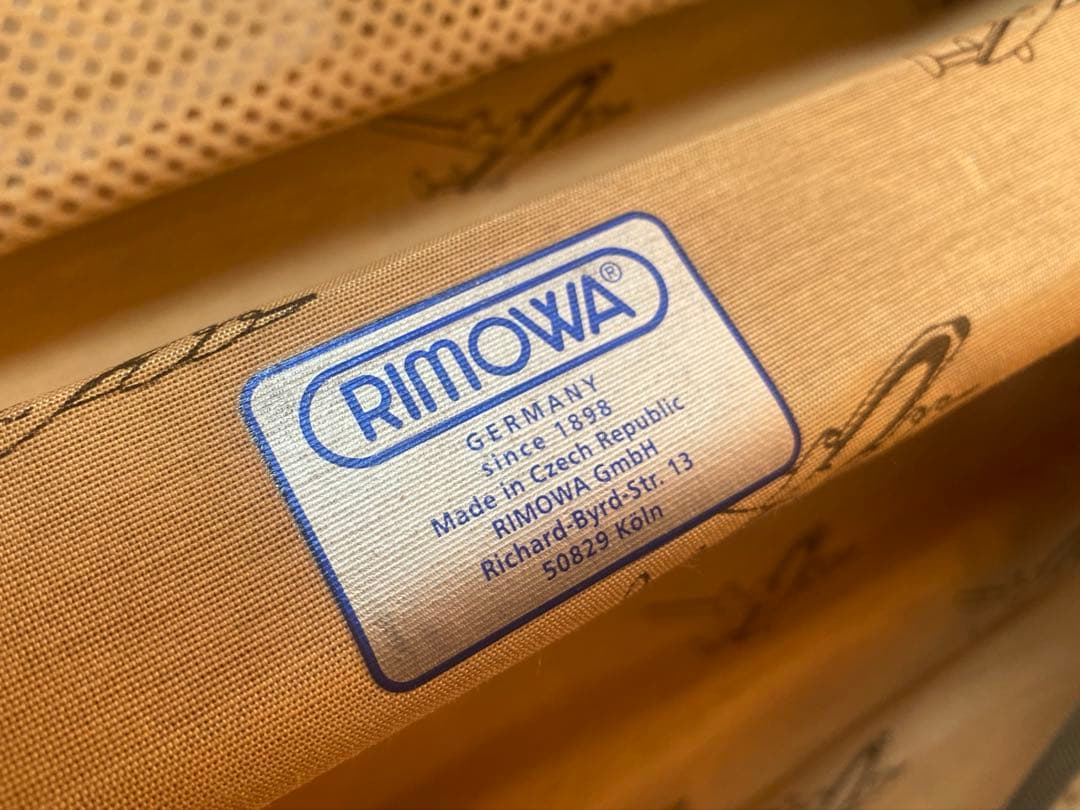 RIMOWA®
GERMANY
since 1898
Made in Czech Republic
RIMOWA GmbH
Richard-Byrd-Str. 13
50829 Köln